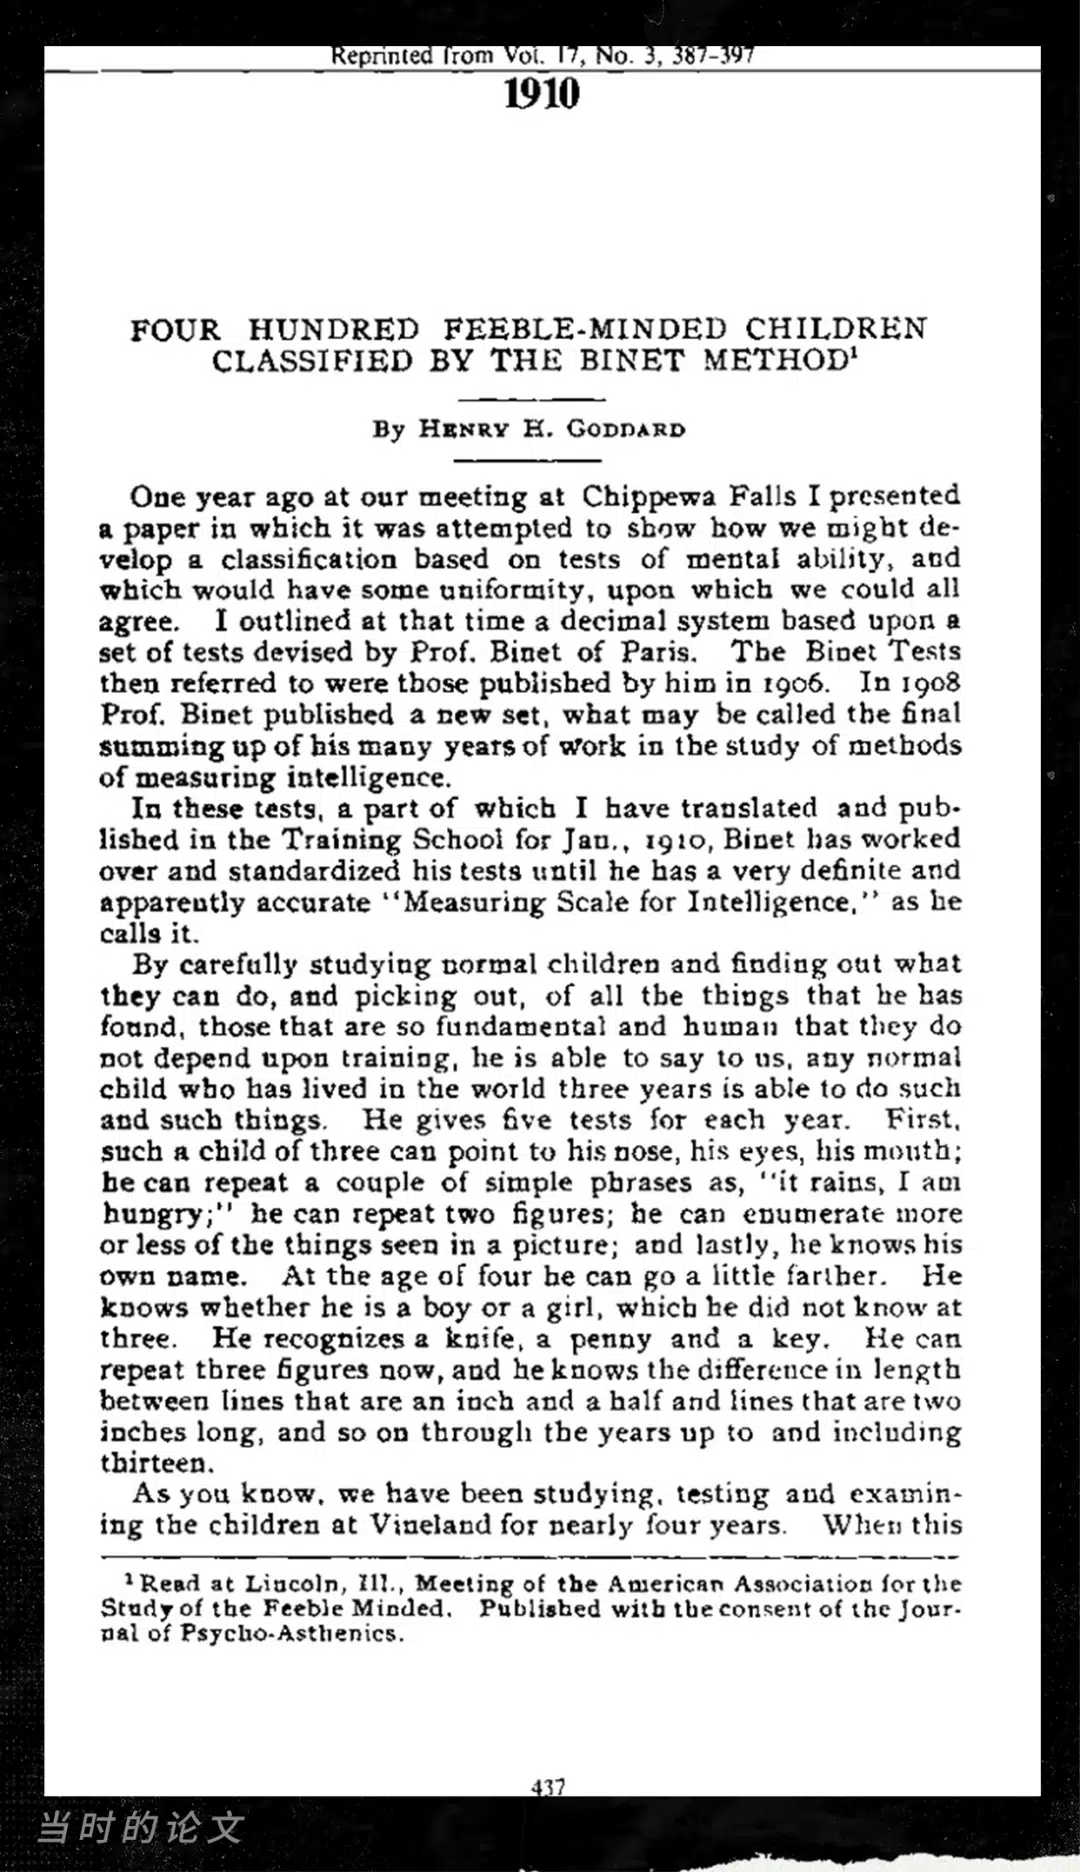 Reprinted from Vol. 17, No. 3, 387-397
1910
FOUR HUNDRED FEEBLE-MINDED CHILDREN
CLASSIFIED BY THE BINET METHOD¹
By HENRY H. GODDARD
One year ago at our meeting at Chippewa Falls I presented
a paper in which it was attempted to show how we might de-
velop a classification based on tests of mental ability, and
which would have some uniformity, upon which we could all
agree. I outlined at that time a decimal system based upon a
set of tests devised by Prof. Binet of Paris. The Binet Tests
then referred to were those published by him in 1906. In 1908
Prof. Binet published a new set, what may be called the final
summing up of his many years of work in the study of methods
of measuring intelligence.
In these tests, a part of which I have translated and pub-
lished in the Training School for Jan., 1910, Binet has worked
over and standardized his tests until he has a very definite and
apparently accurate "Measuring Scale for Intelligence," as he
calls it.
By carefully studying normal children and finding out what
they can do, and picking out, of all the things that he has
found, those that are so fundamental and human that they do
not depend upon training, he is able to say to us, any normal
child who has lived in the world three years is able to do such
and such things. He gives five tests for each year. First,
such a child of three can point to his nose, his eyes, his mouth;
he can repeat a couple of simple phrases as, "it rains, I am
hungry;" he can repeat two figures; he can enumerate more
or less of the things seen in a picture; and lastly, he knows his
own name. At the age of four he can go a little farther. He
knows whether he is a boy or a girl, which he did not know at
three. He recognizes a knife, a penny and a key. He can
repeat three figures now, and he knows the difference in length
between lines that are an inch and a half and lines that are two
inches long, and so on through the years up to and including
thirteen.
As you know, we have been studying, testing and examin-
ing the children at Vineland for nearly four years. When this
¹Read at Lincoln, Ill., Meeting of the American Association for the
Study of the Feeble Minded. Published with the consent of the Jour-
nal of Psycho-Asthenics.
437
当时的论文